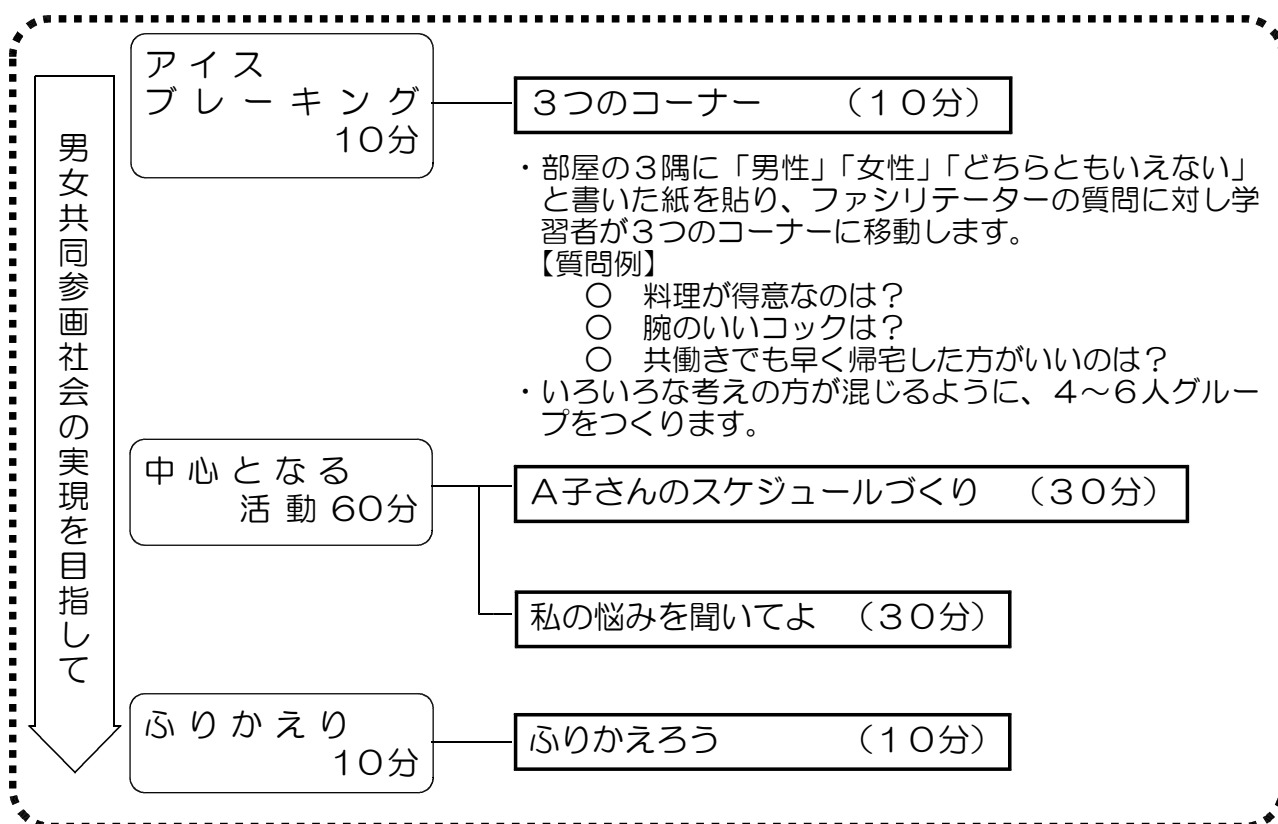 男女共同参画社会の実現を目指して
アイス
ブレーキング
10分
3つのコーナー　　（10分）
・部屋の3隅に「男性」「女性」「どちらともいえない」
と書いた紙を貼り、ファシリテーターの質問に対し学
習者が3つのコーナーに移動します。
【質問例】
○　料理が得意なのは？
○　腕のいいコックは？
○　共働きでも早く帰宅した方がいいのは？
・いろいろな考えの方が混じるように、4～6人グルー
プをつくります。
中心となる
活動 60分
A子さんのスケジュールづくり　（30分）
私の悩みを聞いてよ　（30分）
ふりかえり
10分
ふりかえろう　　　（10分）